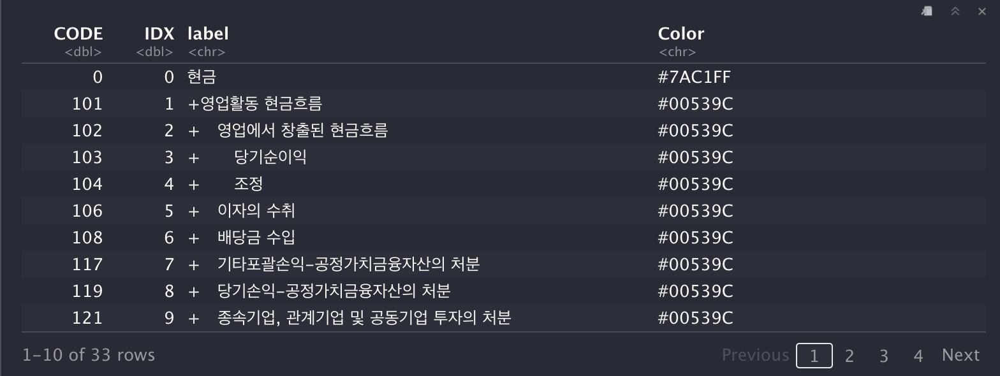 CODE IDX label Color
<dbl> <dbl> <chr> <chr>
0 0 현금 #7AC1FF
101 1 +영업활동 현금흐름 #00539C
102 2 + 영업에서 창출된 현금흐름 #00539C
103 3 + 당기순이익 #00539C
104 4 + 조정 #00539C
106 5 + 이자의 수취 #00539C
108 6 + 배당금 수입 #00539C
117 7 + 기타포괄손익-공정가치금융자산의 처분 #00539C
119 8 + 당기손익-공정가치금융자산의 처분 #00539C
121 9 + 종속기업, 관계기업 및 공동기업 투자의 처분 #00539C
1-10 of 33 rows Previous 1 2 3 4 Next